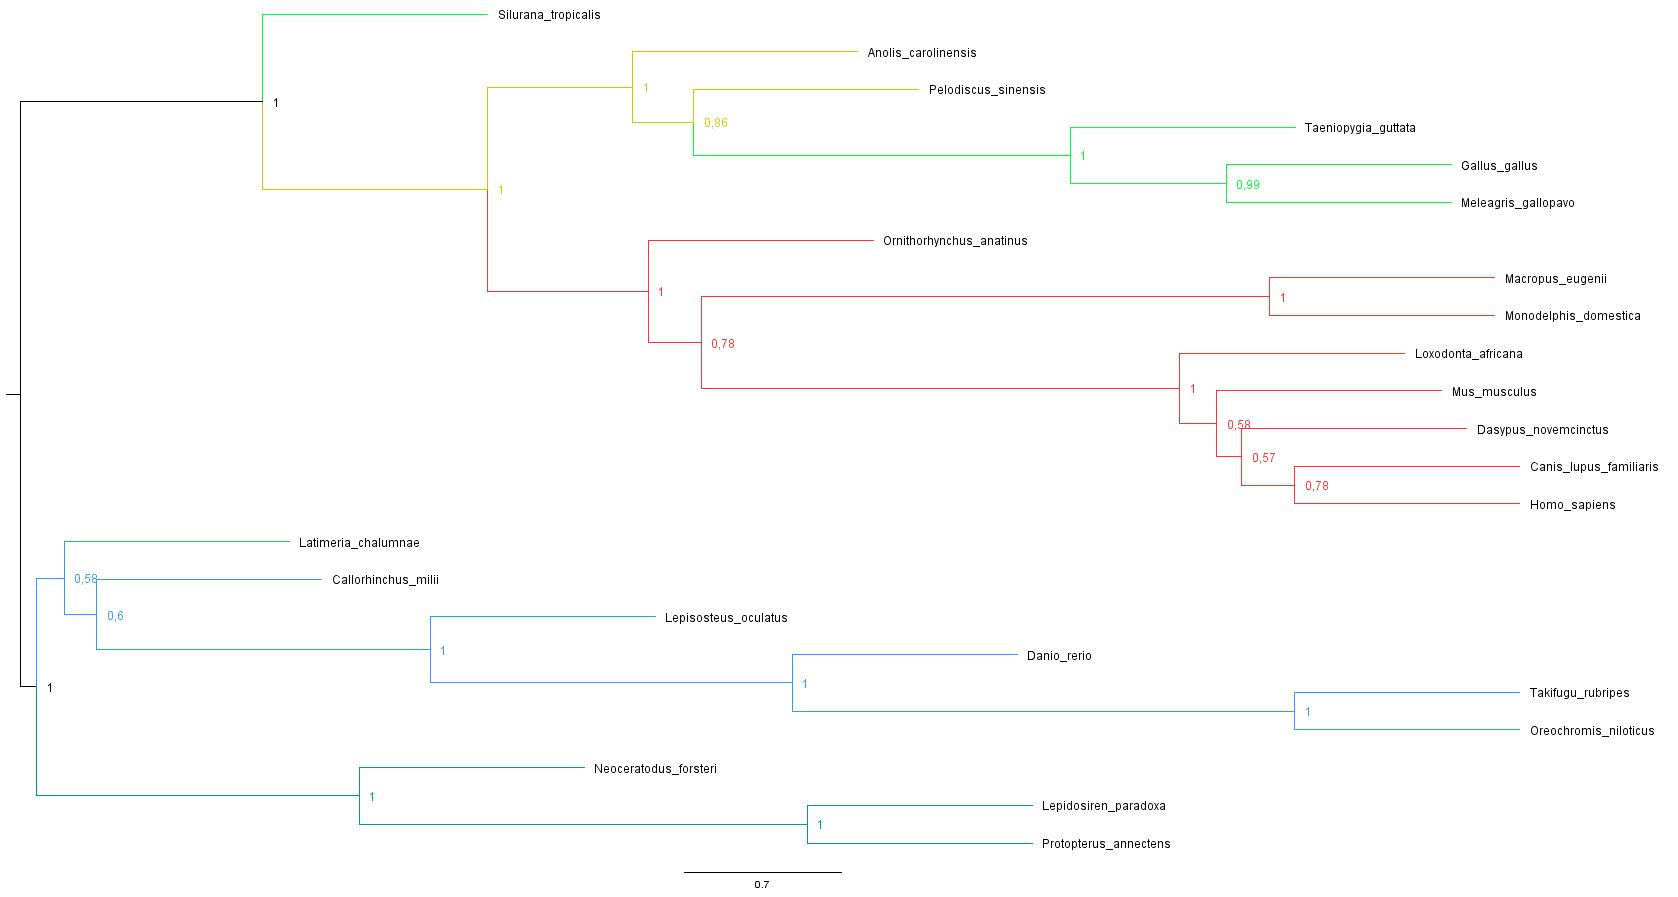 Silurana_tropicalis
Anolis_carolinensis
1
Pelodiscus_sinensis
1
0,86
Taeniopygia_guttata
1
Gallus_gallus
0,99
1
Meleagris_gallopavo
Ornithorhynchus_anatinus
Macropus_eugenii
1
1
Monodelphis_domestica
0,78
Loxodonta_africana
1
Mus_musculus
0,58
Dasypus_novemcinctus
0,57
Canis_lupus_familiaris
0,78
Homo_sapiens
Latimeria_chalumnae
0,58
Callorhinchus_milii
0,6
Lepisosteus_oculatus
1
Danio_rerio
1
1
Takifugu_rubripes
1
Oreochromis_niloticus
Neoceratodus_forsteri
1
Lepidosiren_paradoxa
1
Protopterus_annectens
0.7